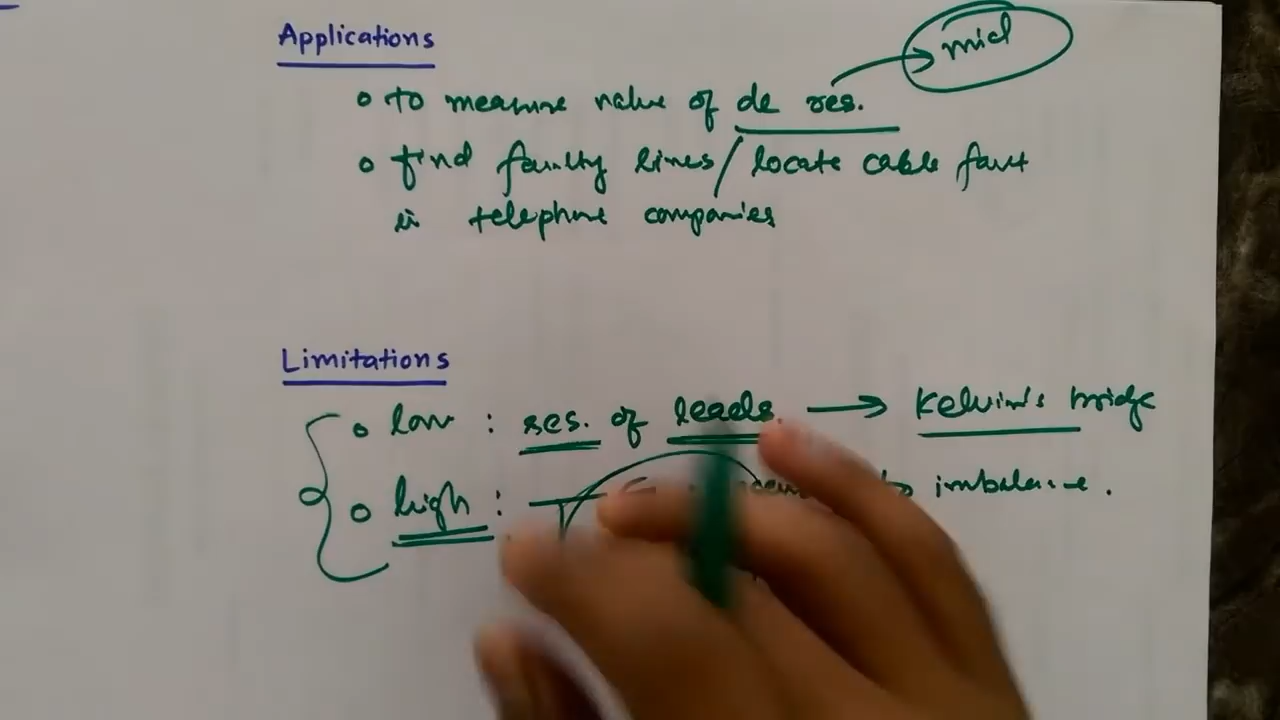 Applications
mid
o to measure value of dc res.
o find faulty lines/locate cable fault
in telephone companies
Limitations
o low : res. of leads → Kelvin's bridge
o high : to imbalance.